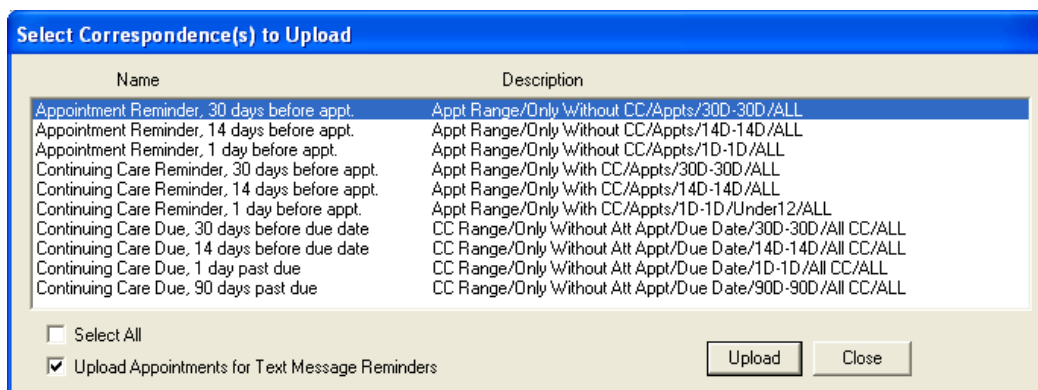 Select Correspondence(s) to Upload
Name Description
Appointment Reminder, 30 days before appt. Appt Range/Only Without CC/Appts/30D-30D/ALL
Appointment Reminder, 14 days before appt. Appt Range/Only Without CC/Appts/14D-14D/ALL
Appointment Reminder, 1 day before appt. Appt Range/Only Without CC/Appts/1D-1D/ALL
Continuing Care Reminder, 30 days before appt. Appt Range/Only With CC/Appts/30D-30D/ALL
Continuing Care Reminder, 14 days before appt. Appt Range/Only With CC/Appts/14D-14D/ALL
Continuing Care Reminder, 1 day before appt. Appt Range/Only With CC/Appts/1D-1D/Under12/ALL
Continuing Care Due, 30 days before due date CC Range/Only Without Att Appt/Due Date/30D-30D/All CC/ALL
Continuing Care Due, 14 days before due date CC Range/Only Without Att Appt/Due Date/14D-14D/All CC/ALL
Continuing Care Due, 1 day past due CC Range/Only Without Att Appt/Due Date/1D-1D/All CC/ALL
Continuing Care Due, 90 days past due CC Range/Only Without Att Appt/Due Date/90D-90D/All CC/ALL
Select All
Upload Appointments for Text Message Reminders Upload Close